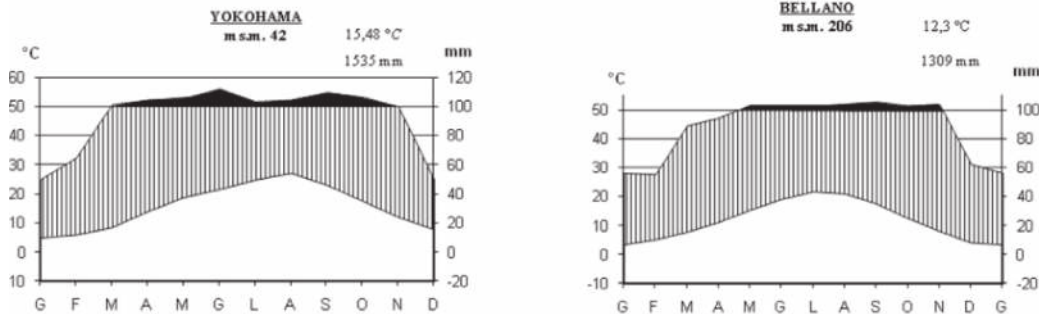 YOKOHAMA
m s.m. 42
15,48 °C
1535 mm
°C
mm
60 120
50 100
40 80
30 60
20 40
10 20
0 0
10 -20
G F M A M G L A S O N D
BELLANO
m s.m. 206
12,3 °C
1309 mm
°C
mm
50 100
40 80
30 60
20 40
10 20
0 0
-10 -20
G F M A M G L A S O N D G